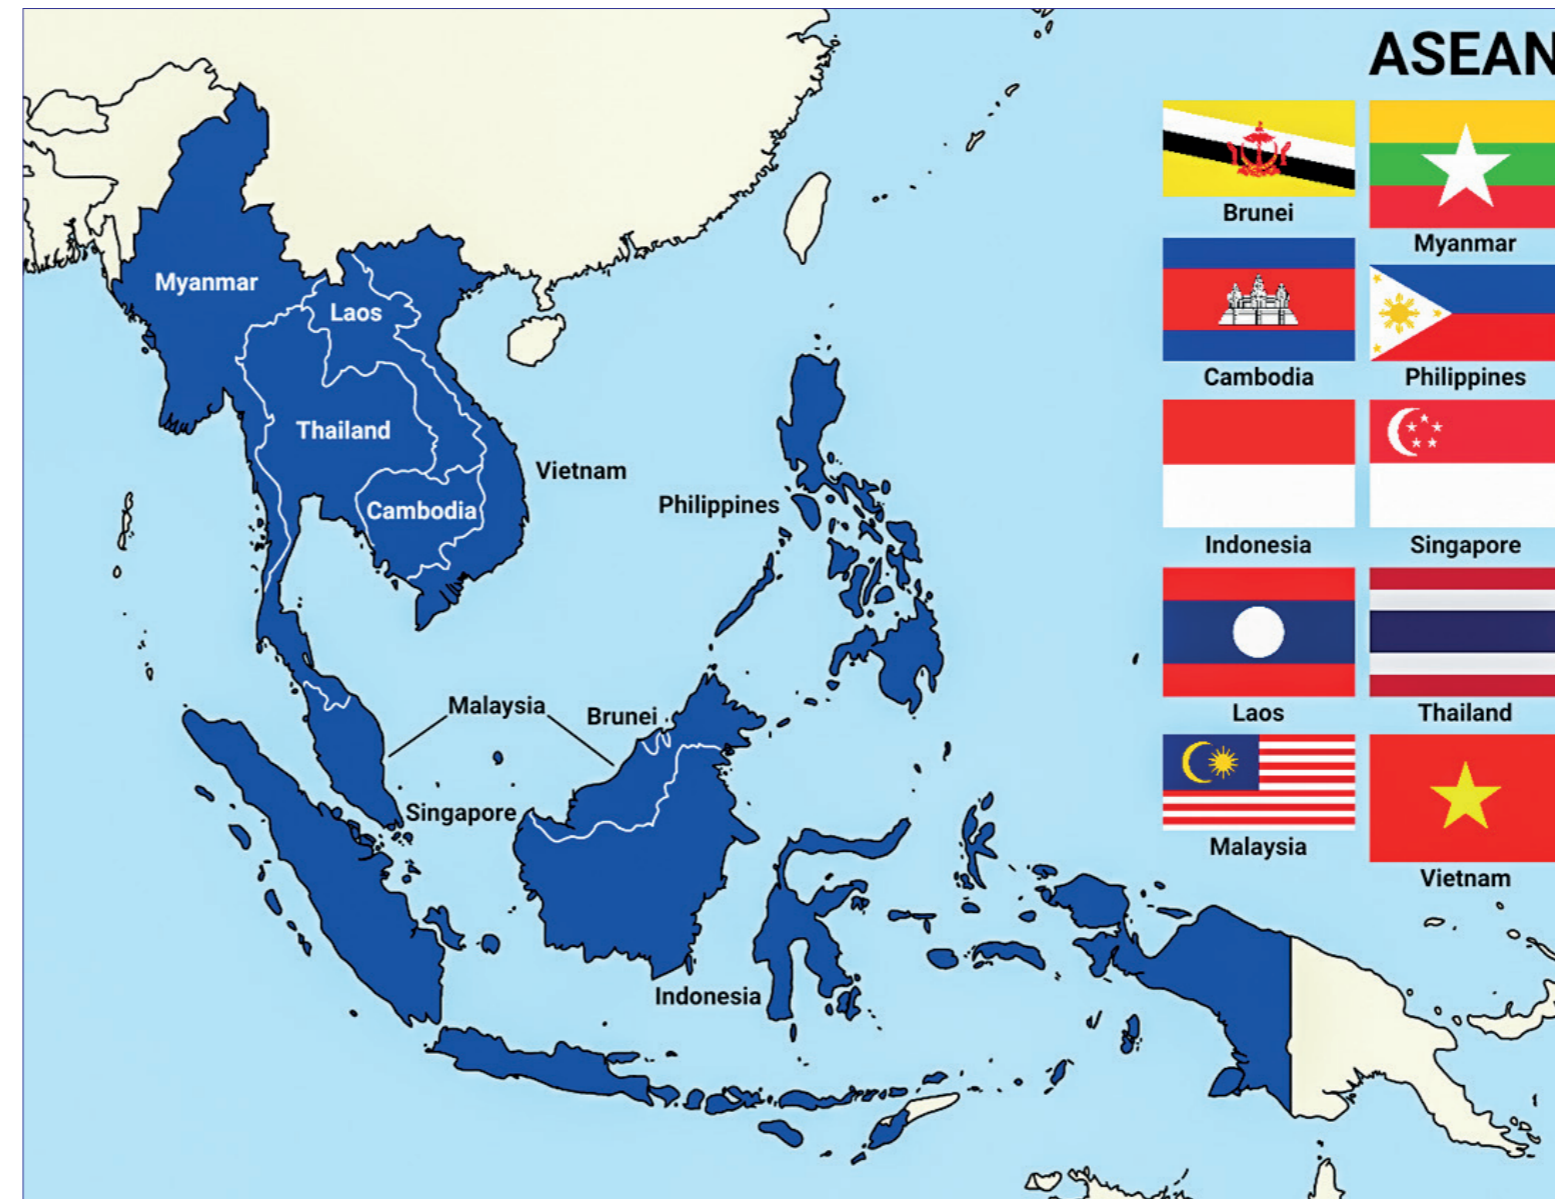 ASEAN
Brunei
Myanmar
Cambodia
Philippines
Indonesia
Singapore
Laos
Thailand
Malaysia
Vietnam
Myanmar
Laos
Thailand
Vietnam
Cambodia
Philippines
Malaysia
Brunei
Singapore
Indonesia